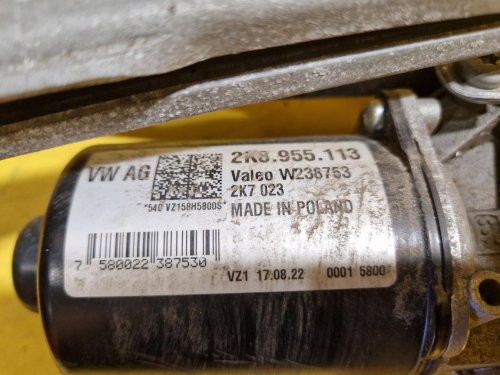 VW AG
2K8.955.113
Valeo W238753
2K7 023
540 VZ158H5800S
MADE IN POLAND
7 580022 387530
VZ1 17.08.22 0001 5800